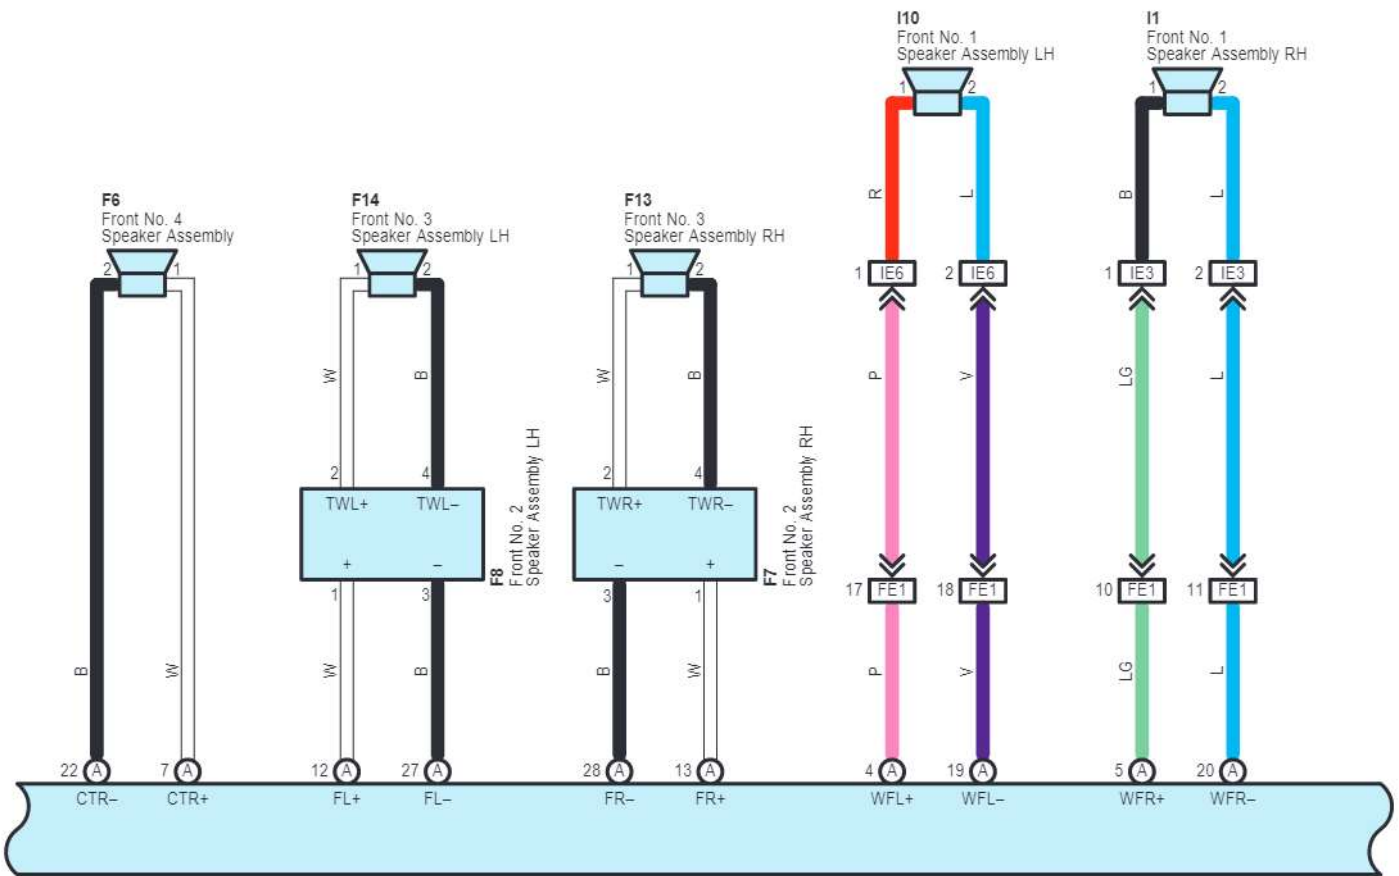 I10
Front No. 1
Speaker Assembly LH
I1
Front No. 1
Speaker Assembly RH
1 2
1 2
R L B L
F6
Front No. 4
Speaker Assembly
F14
Front No. 3
Speaker Assembly LH
F13
Front No. 3
Speaker Assembly RH
2 1
1 2
1 2
1 IE6
2 IE6
1 IE3
2 IE3
W B W B P V LG L
2 4
TWL+ TWL–
+ –
F8
Front No. 2
Speaker Assembly LH
2 4
TWR+ TWR–
– +
F7
Front No. 2
Speaker Assembly RH
1 3
3 1
17 FE1
18 FE1
10 FE1
11 FE1
B W W B B W P V LG L
22 A
7 A
12 A
27 A
28 A
13 A
4 A
19 A
5 A
20 A
CTR– CTR+ FL+ FL– FR– FR+ WFL+ WFL– WFR+ WFR–